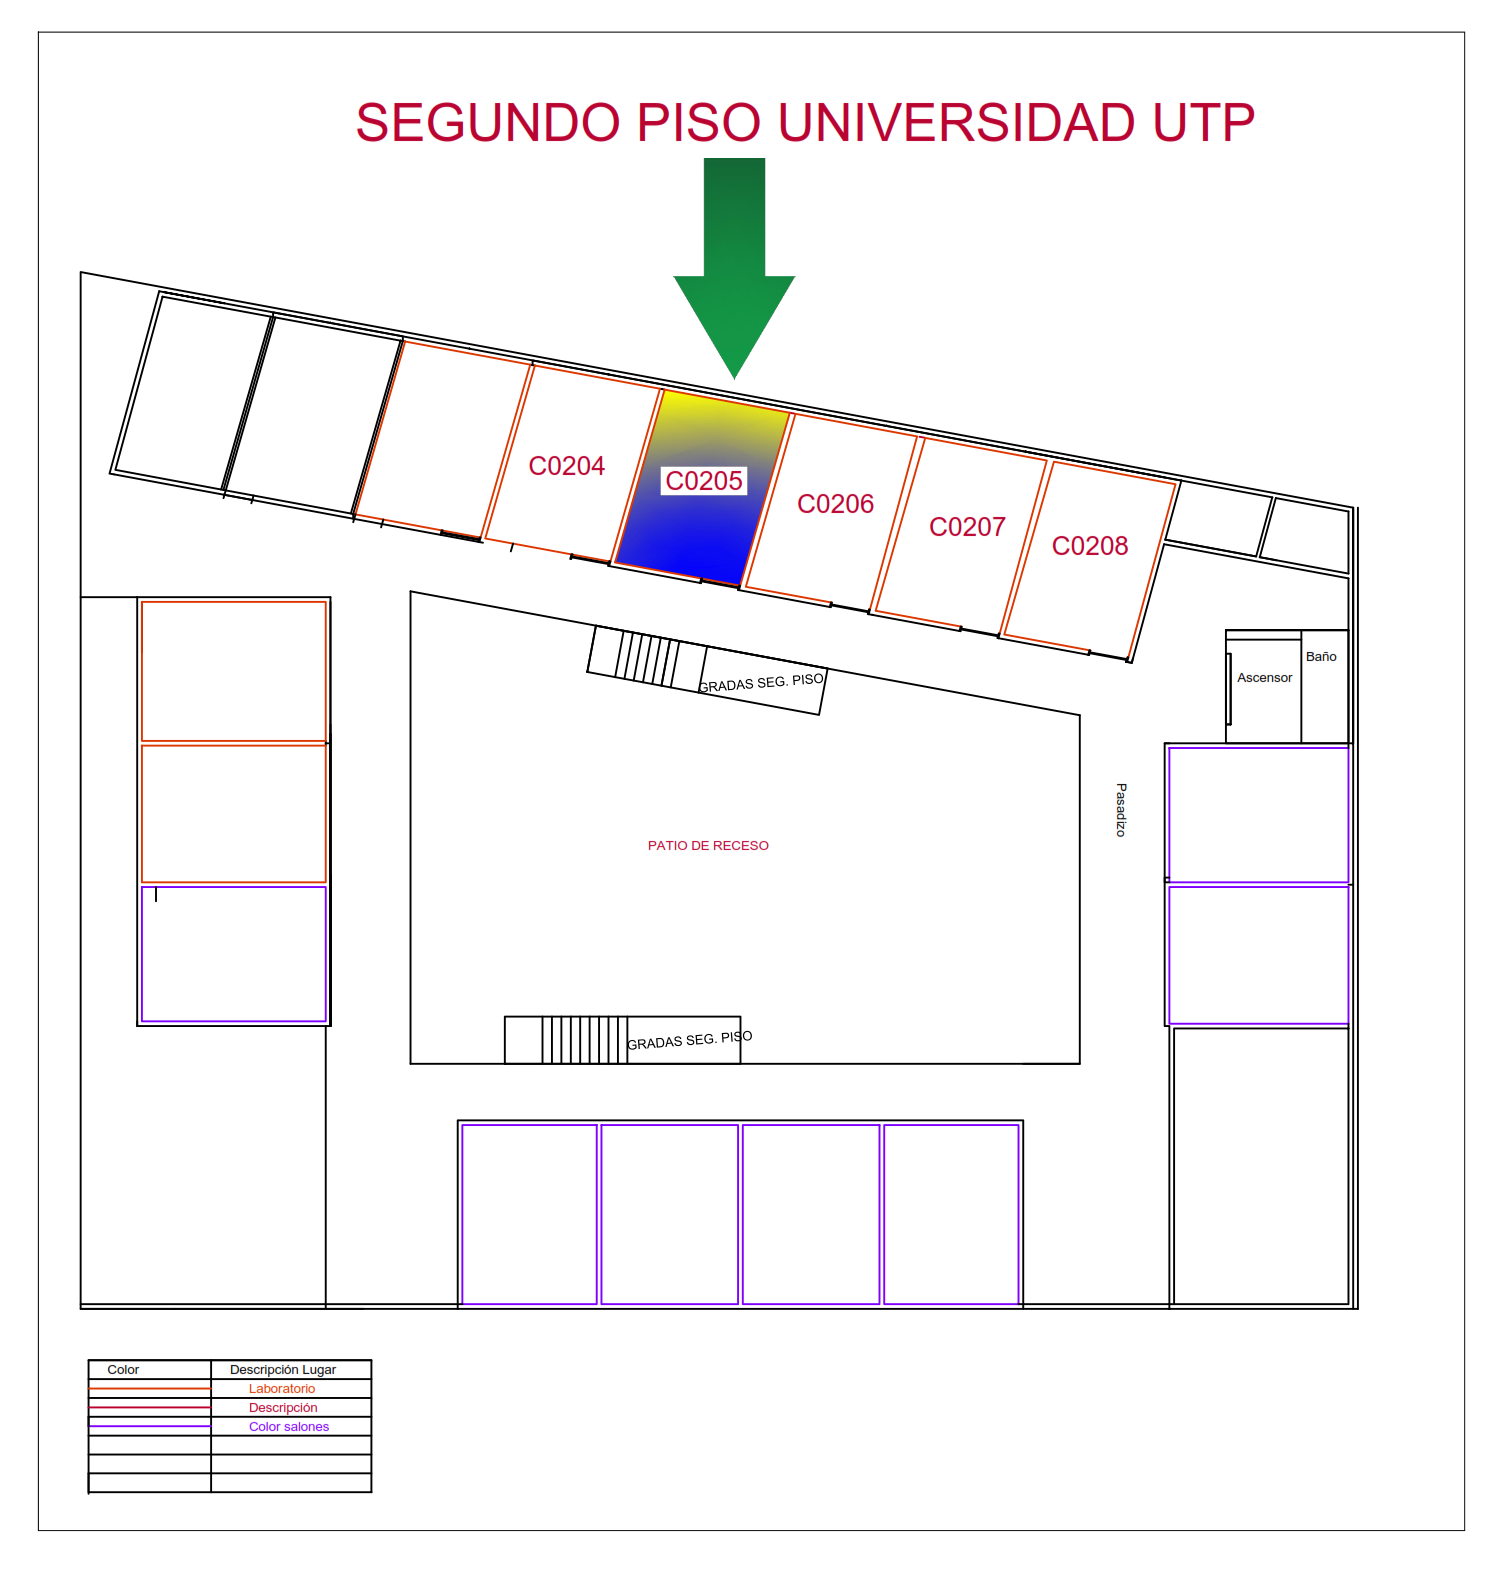 SEGUNDO PISO UNIVERSIDAD UTP
C0204
C0205
C0206
C0207
C0208
GRADAS SEG. PISO
Ascensor
Baño
Pasadizo
PATIO DE RECESO
GRADAS SEG. PISO
Color Descripción Lugar
Laboratorio
Descripción
Color salones